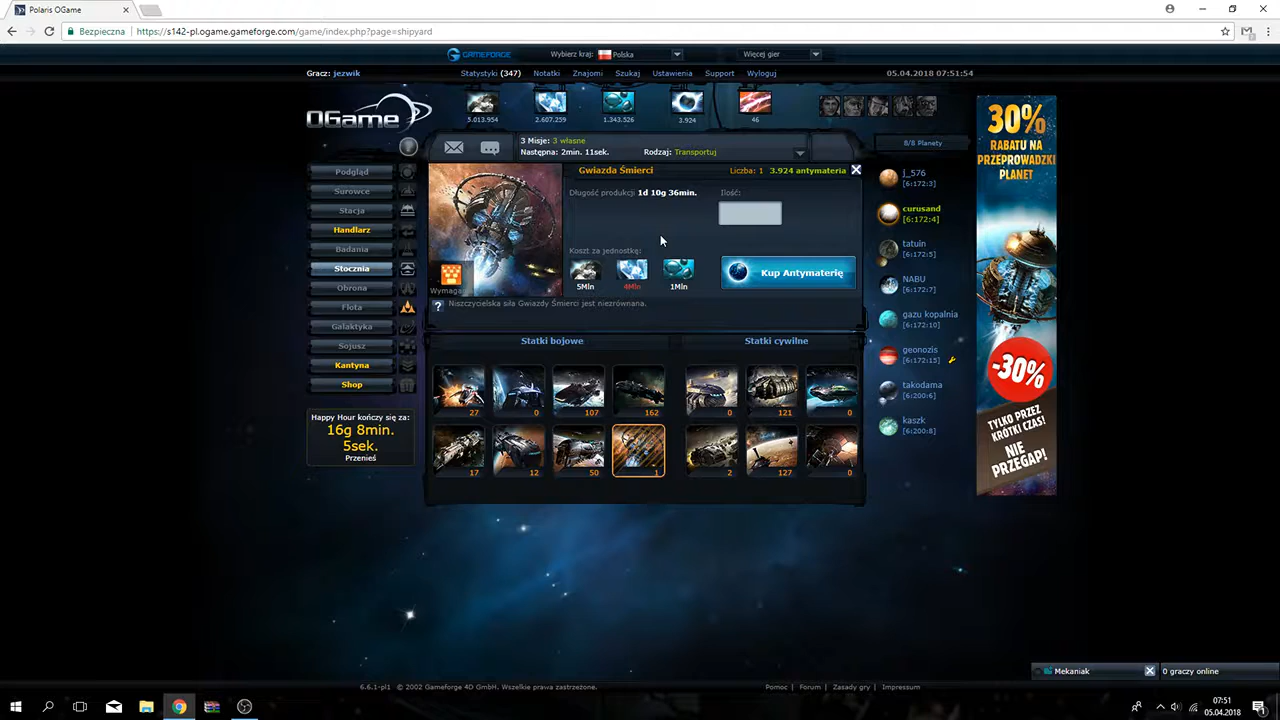 Polaris OGame
Bezpieczna
https://s142-pl.ogame.gameforge.com/game/index.php?page=shipyard
GAMEFORGE
Wybierz kraj:
Polska
Więcej gier
Gracz: jezwik
Statystyki (347)
Notatki
Znajomi
Szukaj
Ustawienia
Support
Wyloguj
05.04.2018 07:51:54
OGame
5.013.954
2.607.259
1.343.526
3.924
46
3 Misje: 3 własne
Następna: 2min. 11sek.
Rodzaj: Transportuj
8/8 Planety
Podgląd
Surowce
Stacja
Handlarz
Badania
Stocznia
Obrona
Flota
Galaktyka
Sojusz
Kantyna
Shop
Happy Hour kończy się za:
16g 8min.
5sek.
Przenieś
Gwiazda Śmierci
Liczba: 1
3.924 antymateria
Długość produkcji 1d 10g 36min.
Ilość:
Koszt za jednostkę:
5Mln
4Mln
1Mln
Kup Antymaterię
Wymaga
? Niszczycielska siła Gwiazdy Śmierci jest niezrównana.
Statki bojowe
Statki cywilne
27
0
107
162
0
121
0
17
12
50
1
2
127
0
j_576
[6:172:3]
curusand
[6:172:4]
tatuin
[6:172:5]
NABU
[6:172:7]
gazu kopalnia
[6:172:10]
geonozis
[6:172:15]
takodama
[6:200:6]
kaszk
[6:200:8]
30%
RABATU NA
PRZEPROWADZKI
PLANET
-30%
TYLKO PRZEZ
KRÓTKI CZAS!
NIE
PRZEGAP!
Mekaniak
0 graczy online
6.6.1-pl1
© 2002 Gameforge 4D GmbH. Wszelkie prawa zastrzeżone.
Pomoc
Forum
Zasady gry
Impressum
07:51
05.04.2018